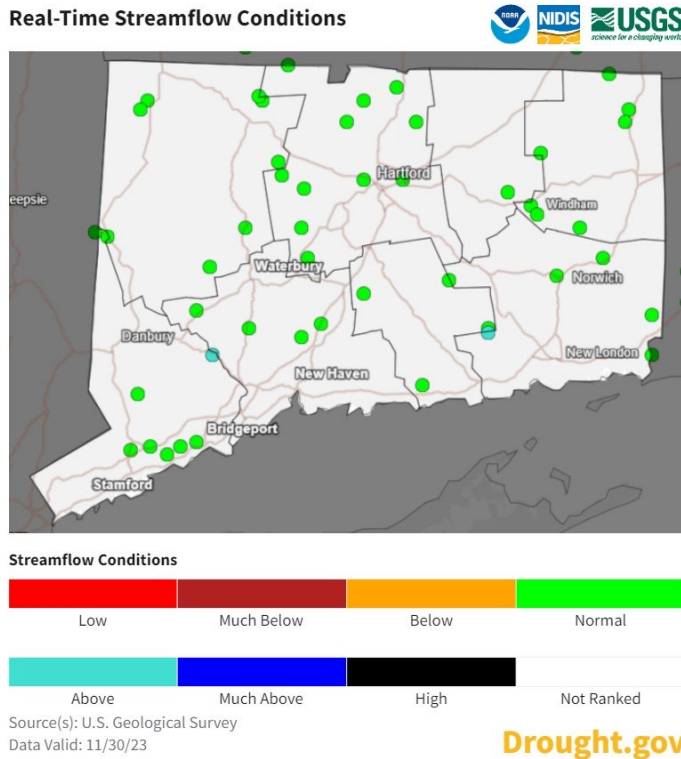 Real-Time Streamflow Conditions
NOAA
NIDIS
USGS
science for a changing world
Hartford
eepsie
Windham
Waterbury
Norwich
Danbury
New London
New Haven
Bridgeport
Stamford
Streamflow Conditions
Low Much Below Below Normal
Above Much Above High Not Ranked
Source(s): U.S. Geological Survey
Data Valid: 11/30/23
Drought.gov